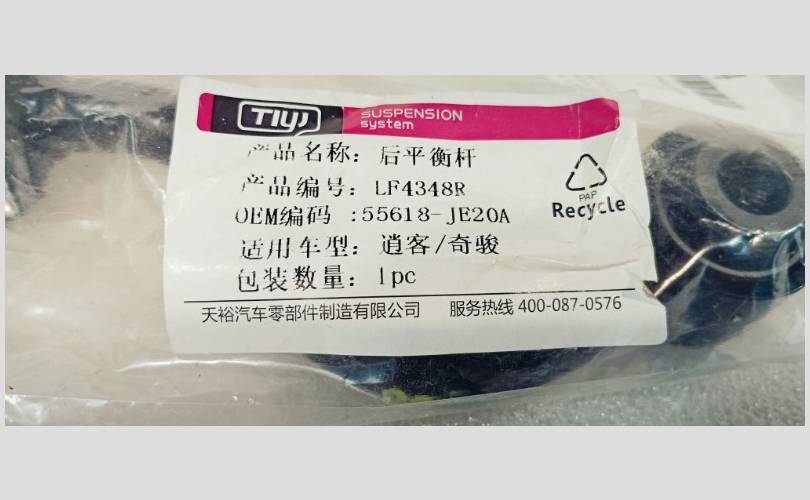 TIYU
SUSPENSION
system
产品名称：后平衡杆
产品编号：LF4348R
OEM编码 :55618-JE20A
适用车型：逍客/奇骏
包装数量：1pc
PAP
Recycle
天裕汽车零部件制造有限公司 服务热线 400-087-0576